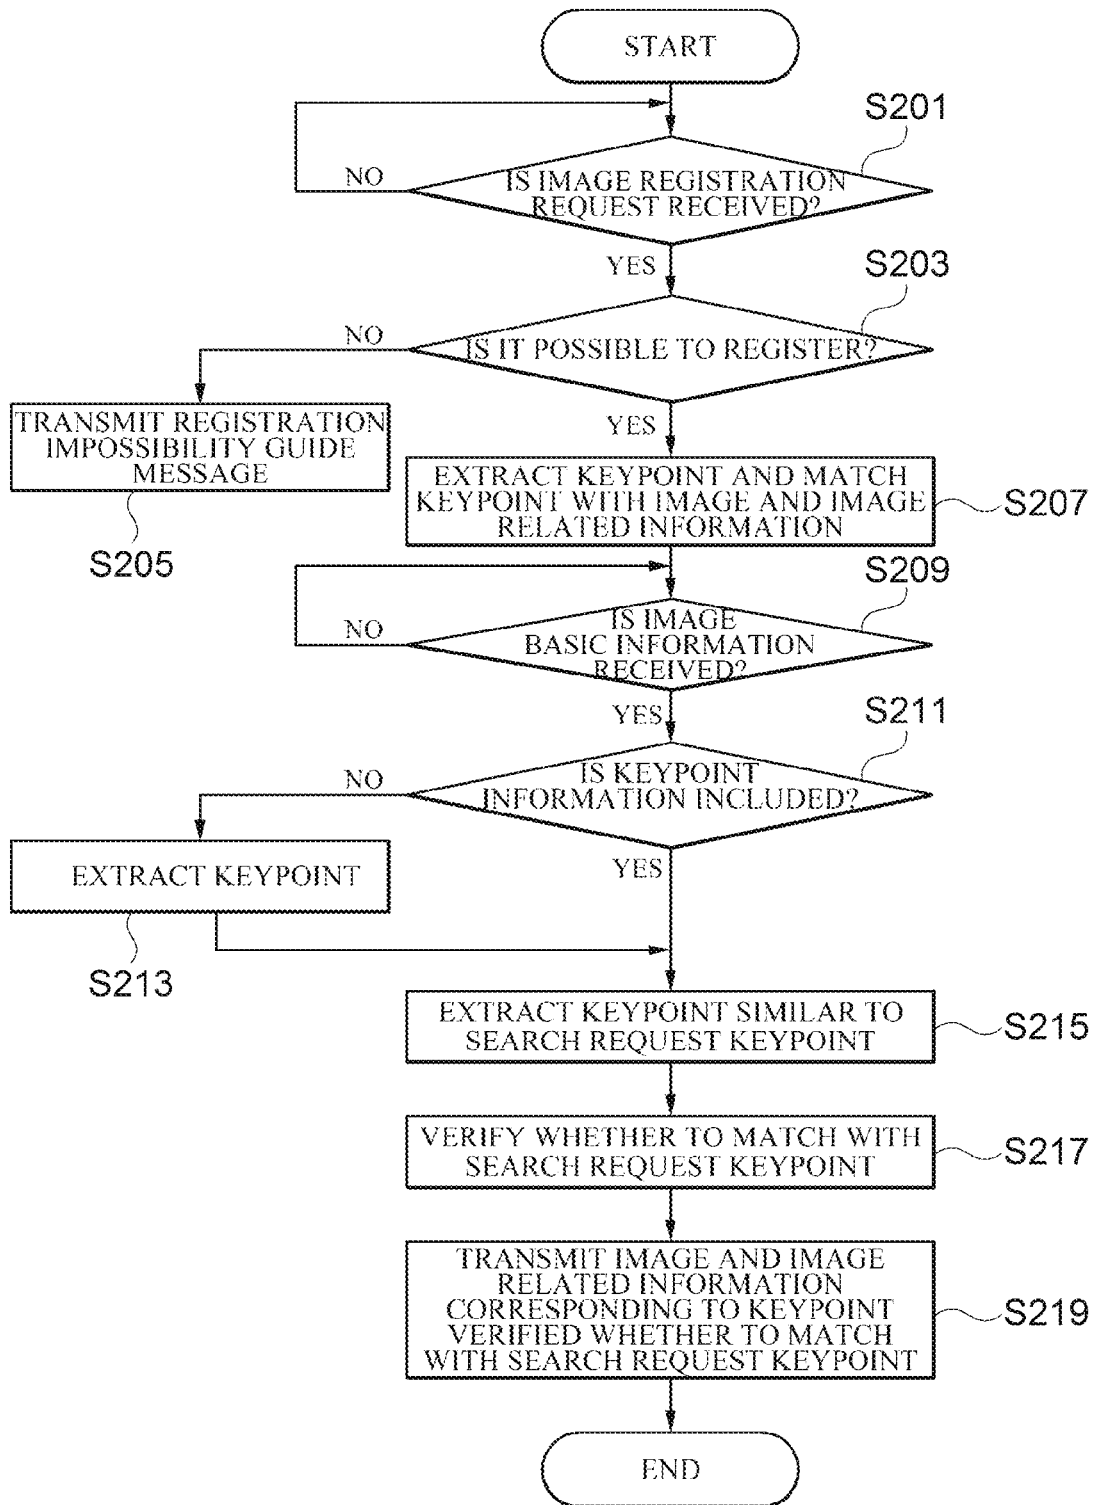 START
S201
IS IMAGE REGISTRATION
REQUEST RECEIVED?
NO
YES
S203
IS IT POSSIBLE TO REGISTER?
NO
TRANSMIT REGISTRATION
IMPOSSIBILITY GUIDE
MESSAGE
S205
YES
EXTRACT KEYPOINT AND MATCH
KEYPOINT WITH IMAGE AND IMAGE
RELATED INFORMATION
S207
S209
IS IMAGE
BASIC INFORMATION
RECEIVED?
NO
YES
S211
IS KEYPOINT
INFORMATION INCLUDED?
NO
EXTRACT KEYPOINT
S213
YES
EXTRACT KEYPOINT SIMILAR TO
SEARCH REQUEST KEYPOINT
S215
VERIFY WHETHER TO MATCH WITH
SEARCH REQUEST KEYPOINT
S217
TRANSMIT IMAGE AND IMAGE
RELATED INFORMATION
CORRESPONDING TO KEYPOINT
VERIFIED WHETHER TO MATCH
WITH SEARCH REQUEST KEYPOINT
S219
END